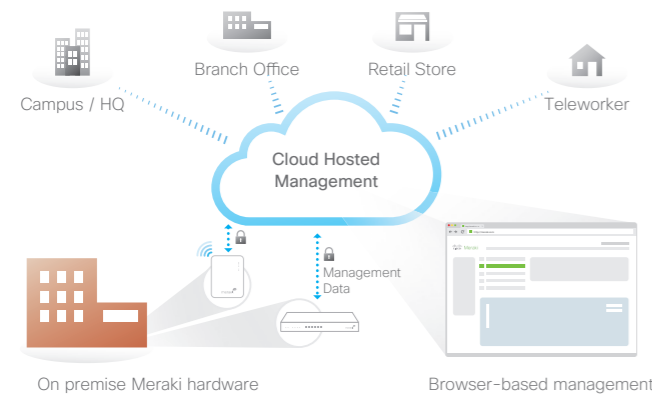 Branch Office
Retail Store
Campus / HQ
Teleworker
Cloud Hosted
Management
Management
Data
Meraki
On premise Meraki hardware
Browser-based management